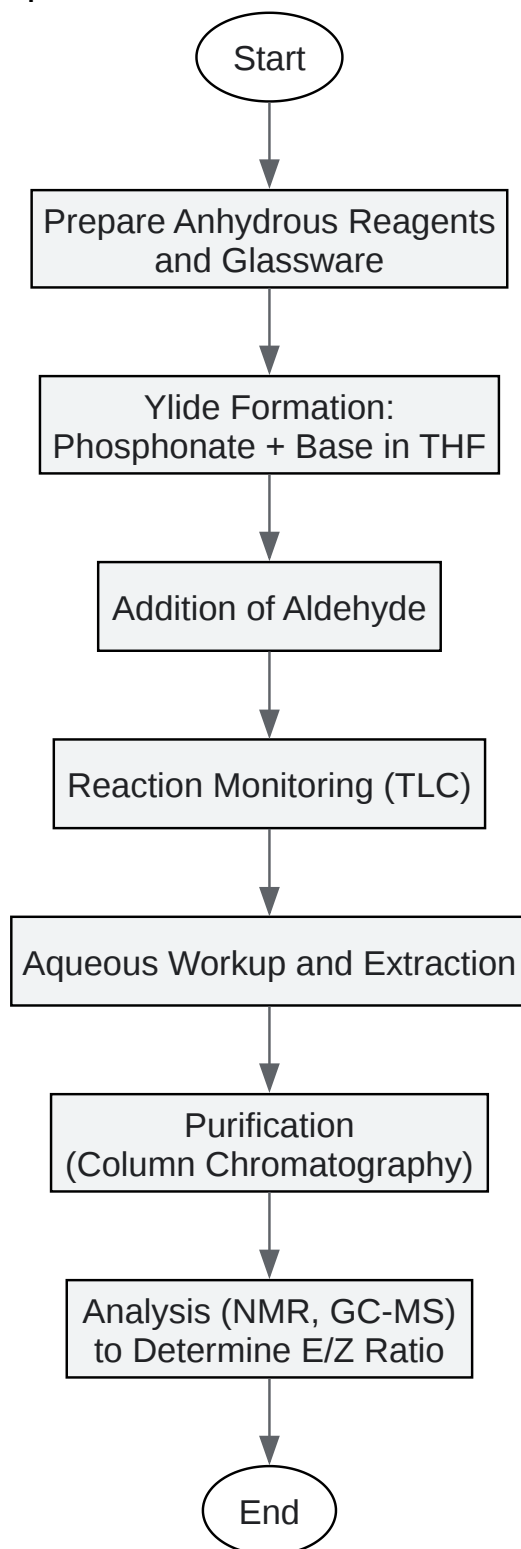 Start
Prepare Anhydrous Reagents
and Glassware
Ylide Formation:
Phosphonate + Base in THF
Addition of Aldehyde
Reaction Monitoring (TLC)
Aqueous Workup and Extraction
Purification
(Column Chromatography)
Analysis (NMR, GC-MS)
to Determine E/Z Ratio
End